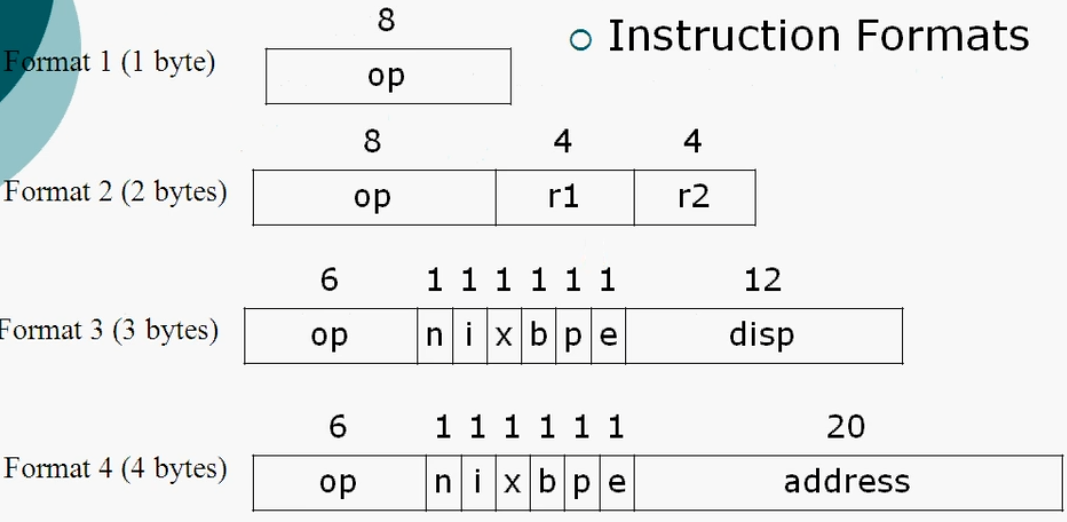 Instruction Formats
8
Format 1 (1 byte)
op
8 4 4
Format 2 (2 bytes)
op r1 r2
6 1 1 1 1 1 1 12
Format 3 (3 bytes)
op n i x b p e disp
6 1 1 1 1 1 1 20
Format 4 (4 bytes)
op n i x b p e address